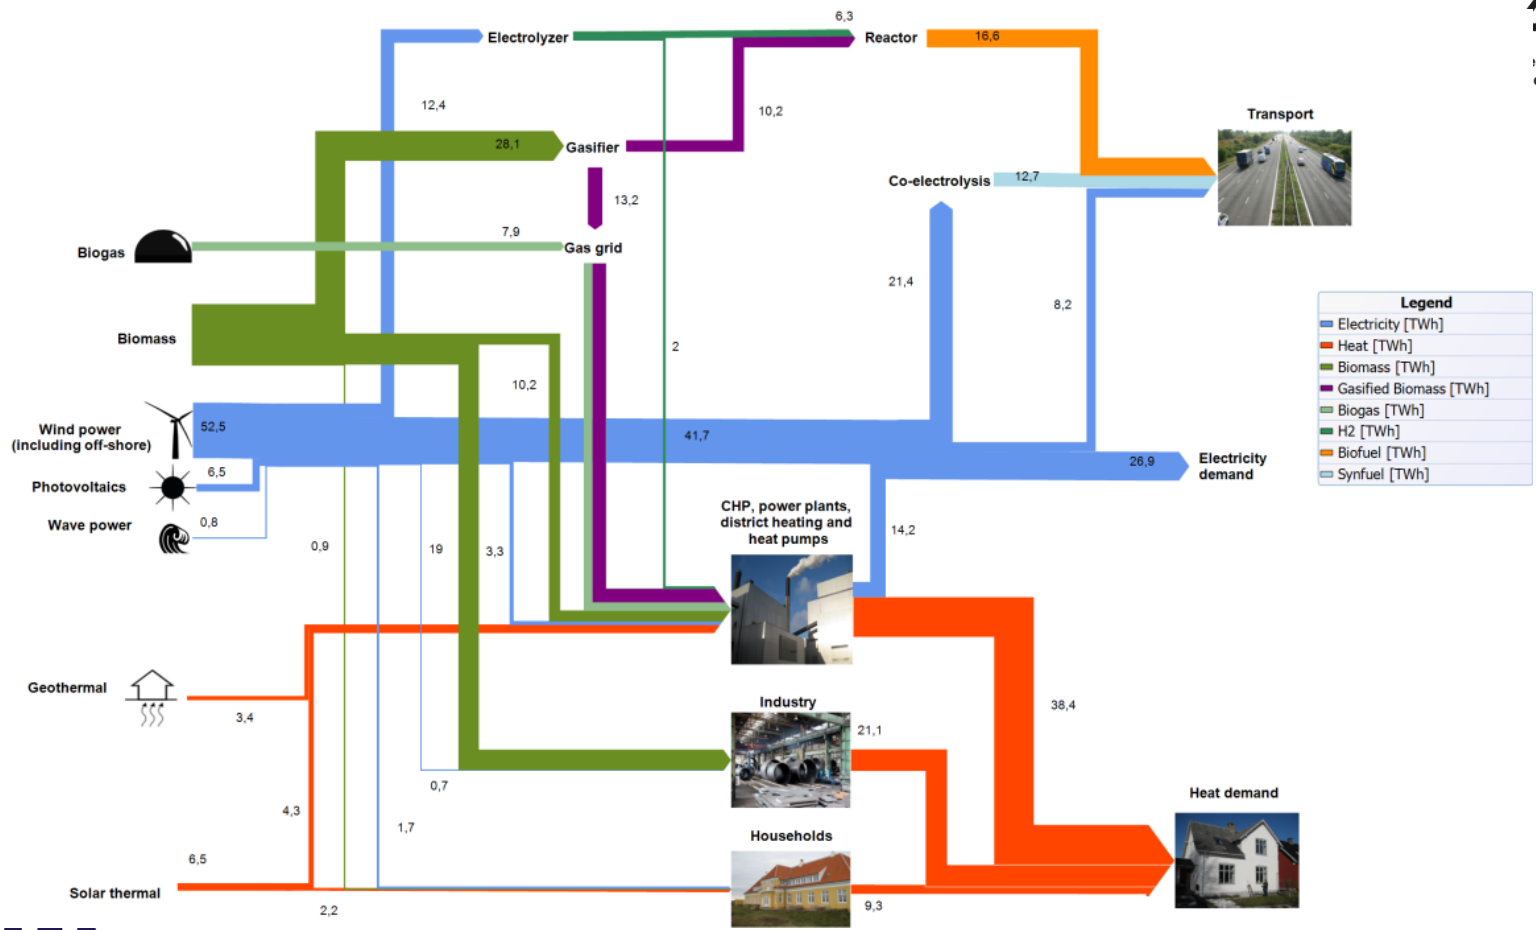 6,3
Electrolyzer
Reactor
16,6
12,4
10,2
Transport
28,1
Gasifier
Co-electrolysis
12,7
13,2
7,9
Biogas
Gas grid
21,4
8,2
Legend
Electricity [TWh]
Heat [TWh]
Biomass [TWh]
Gasified Biomass [TWh]
Biogas [TWh]
H2 [TWh]
Biofuel [TWh]
Synfuel [TWh]
Biomass
2
10,2
Wind power
(including off-shore)
52,5
41,7
26,9
Electricity
demand
6,5
Photovoltaics
0,8
Wave power
CHP, power plants,
district heating and
heat pumps
14,2
0,9
19
3,3
Geothermal
3,4
Industry
21,1
38,4
0,7
Heat demand
4,3
1,7
Households
6,5
Solar thermal
2,2
9,3